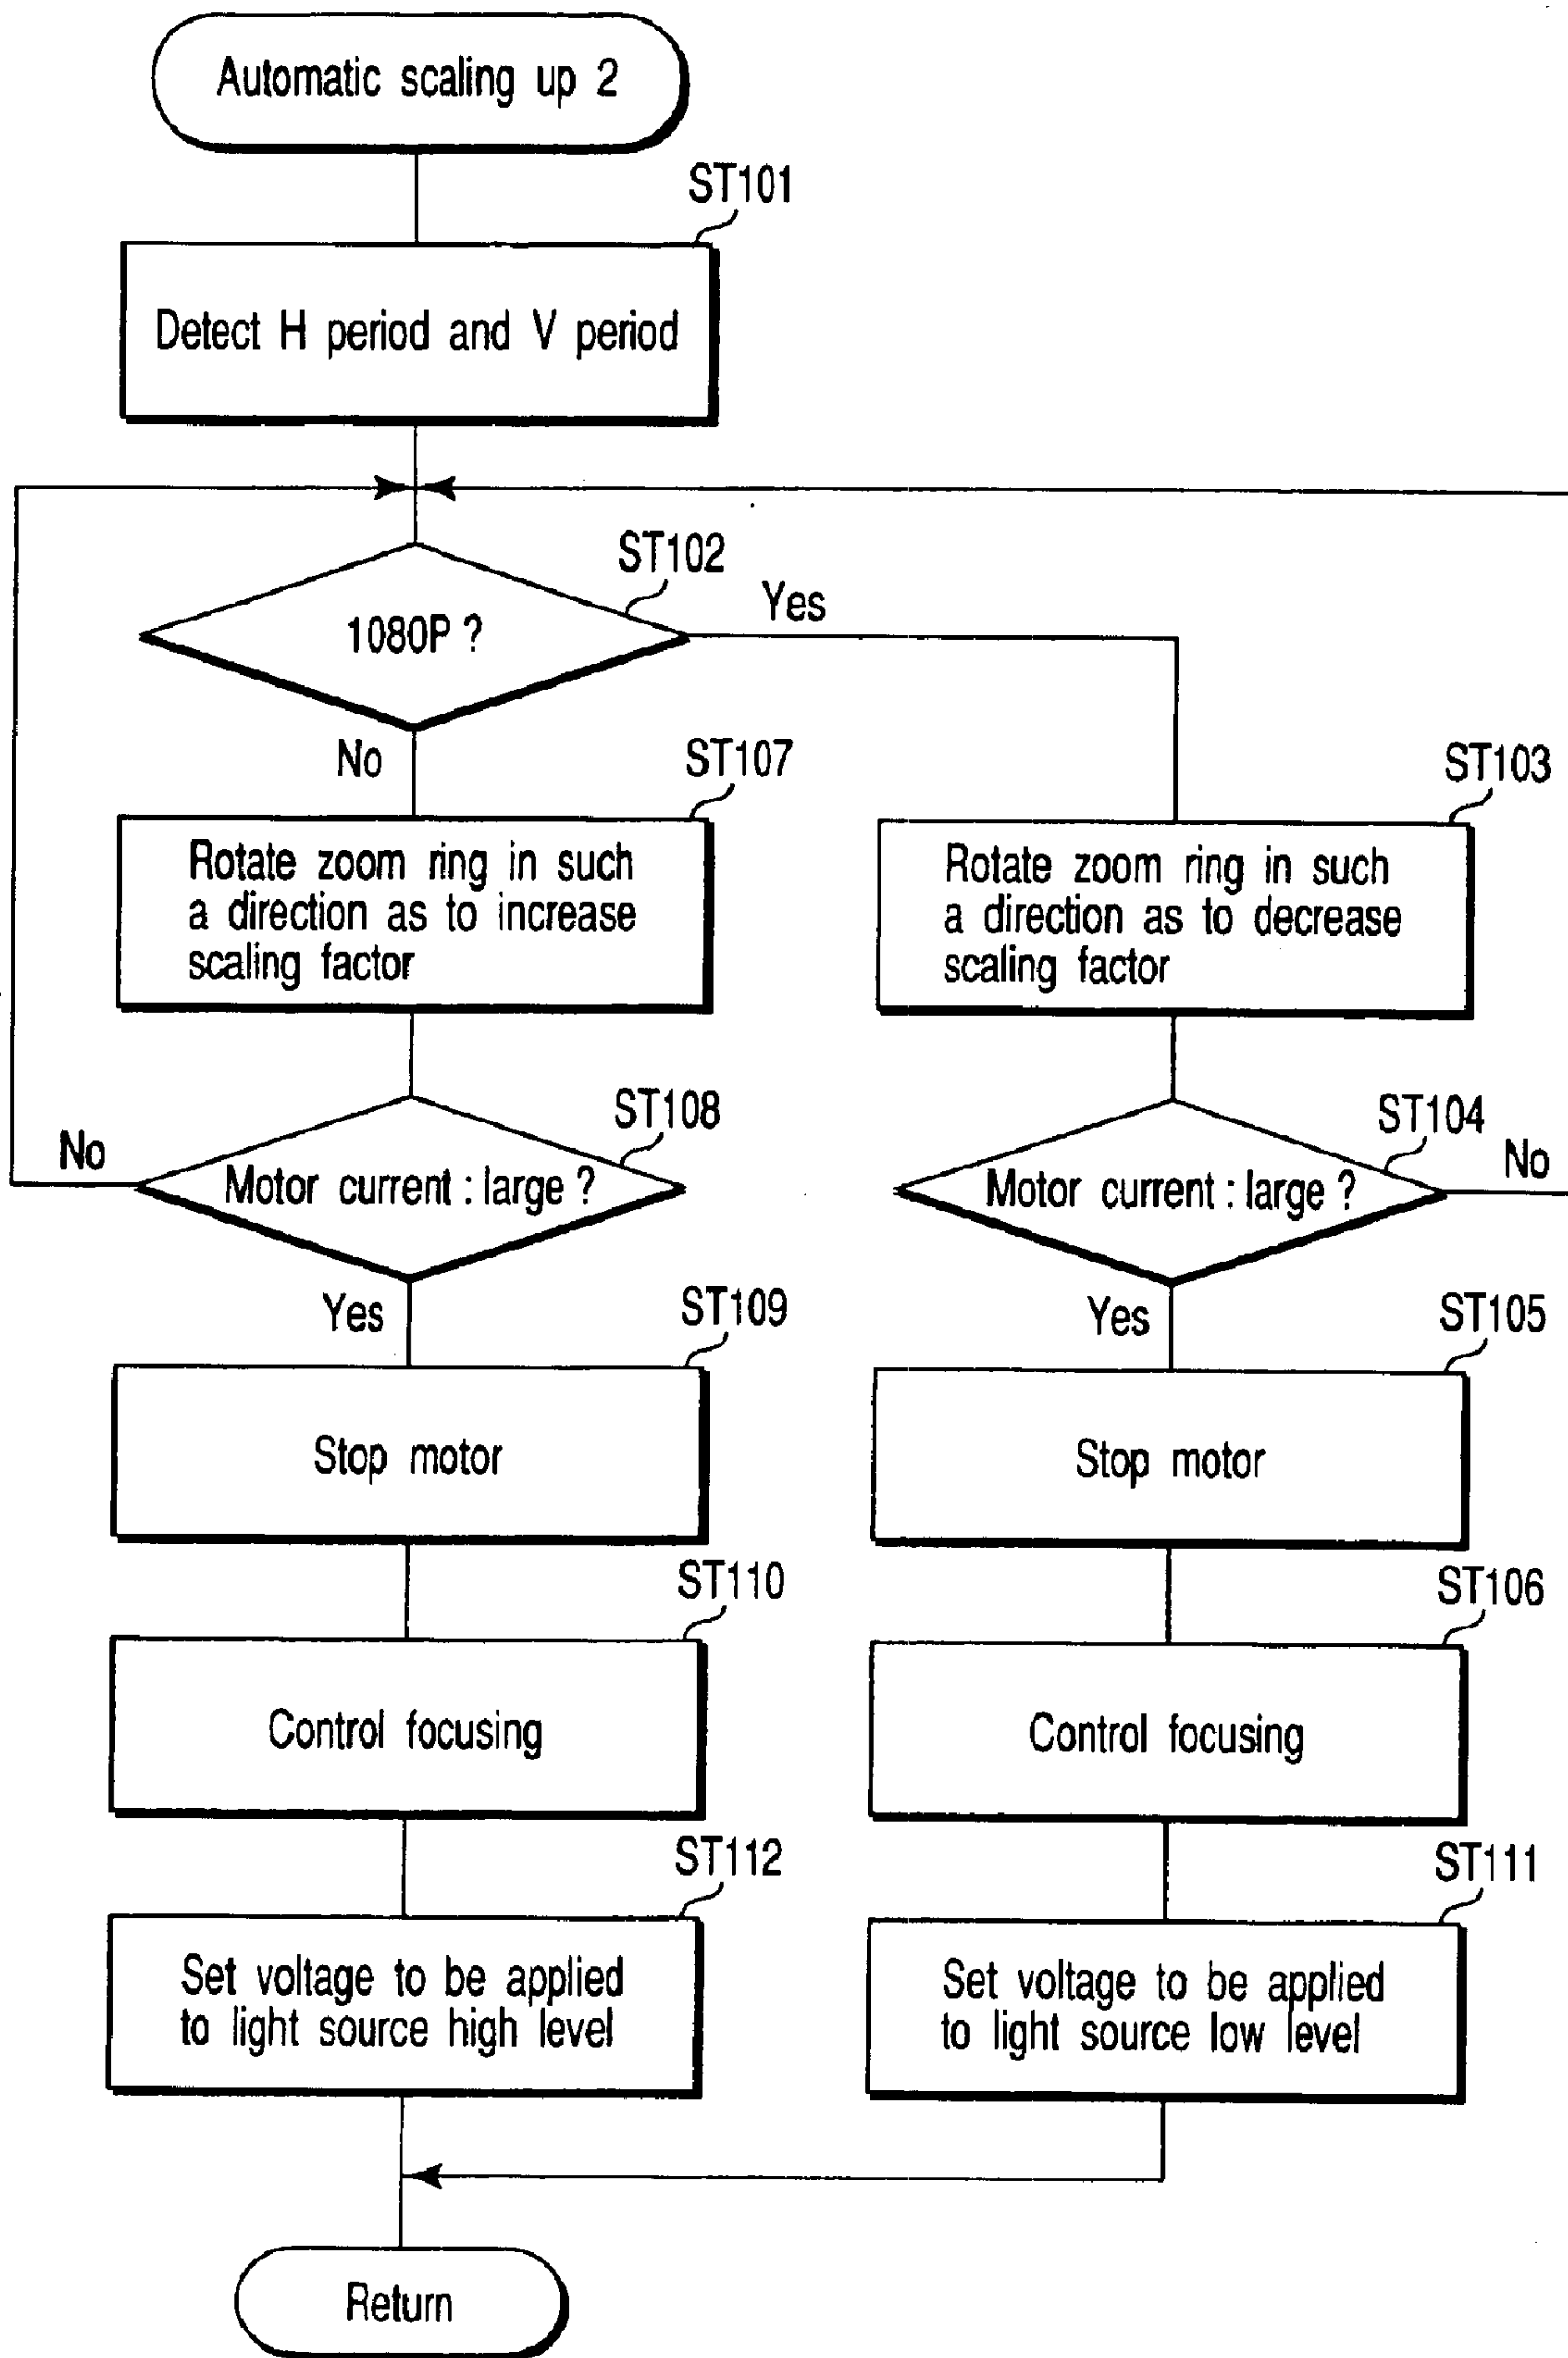 Automatic scaling up 2
ST101
Detect H period and V period
ST102
1080P ?
Yes
No
ST107
Rotate zoom ring in such
a direction as to increase
scaling factor
ST103
Rotate zoom ring in such
a direction as to decrease
scaling factor
ST108
Motor current : large ?
No
Yes
ST104
Motor current : large ?
No
Yes
ST109
Stop motor
ST105
Stop motor
ST110
Control focusing
ST106
Control focusing
ST112
Set voltage to be applied
to light source high level
ST111
Set voltage to be applied
to light source low level
Return